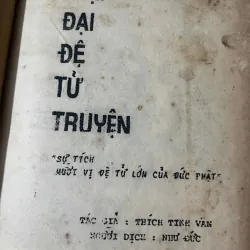 ĐẠI
ĐỆ
TỬ
TRUYỆN
"SỰ TÍCH
MƯỜI VỊ ĐỆ TỬ LỚN CỦA ĐỨC PHẬT"
TÁC GIẢ : THÍCH TINH VÂN
NGƯỜI DỊCH : NHƯ ĐỨC